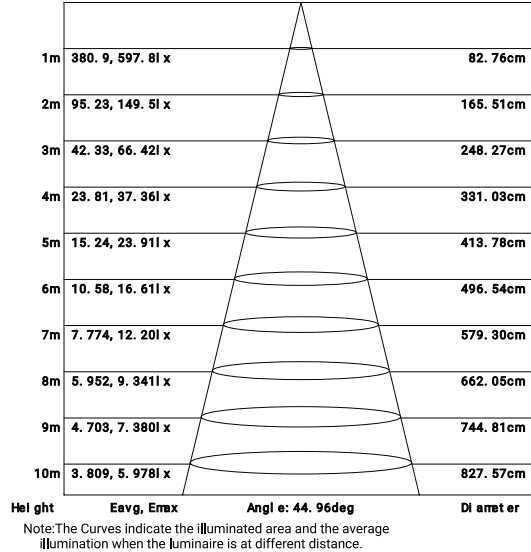 1m 380.9,597.8lx 82.76cm
2m 95.23,149.5lx 165.51cm
3m 42.33,66.42lx 248.27cm
4m 23.81,37.36lx 331.03cm
5m 15.24,23.91lx 413.78cm
6m 10.58,16.61lx 496.54cm
7m 7.774,12.20lx 579.30cm
8m 5.952,9.341lx 662.05cm
9m 4.703,7.380lx 744.81cm
10m 3.809,5.978lx 827.57cm
Height Eavg,Emax Angle:44.96deg Diameter
Note:The Curves indicate the illuminated area and the average
illumination when the luminaire is at different distance.